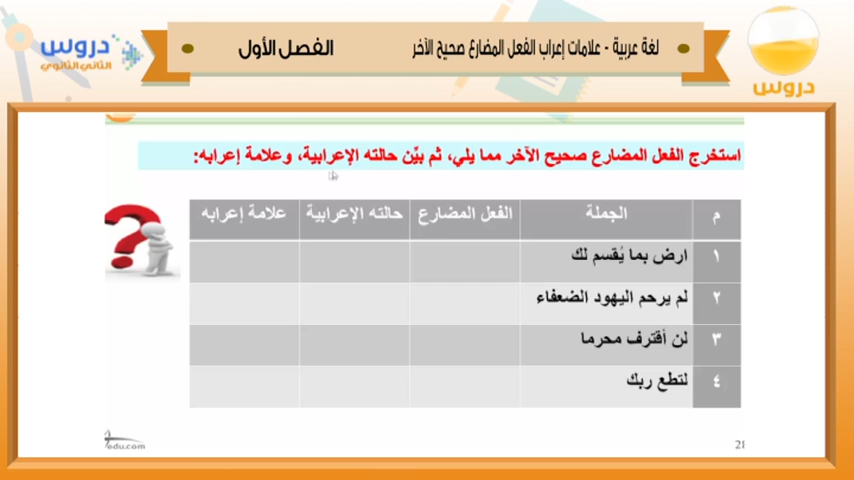 لغة عربية - علامات إعراب الفعل المضارع صحيح الآخر
الفصل الأول
دروس
الثاني الثانوي
دروس
استخرج الفعل المضارع صحيح الآخر مما يلي، ثم بيِّن حالته الإعرابية، وعلامة إعرابه:
م الجملة الفعل المضارع حالته الإعرابية علامة إعرابه
١ ارض بما يُقسم لك
٢ لم يرحم اليهود الضعفاء
٣ لن أقترف محرما
٤ لتطع ربك
edu.com